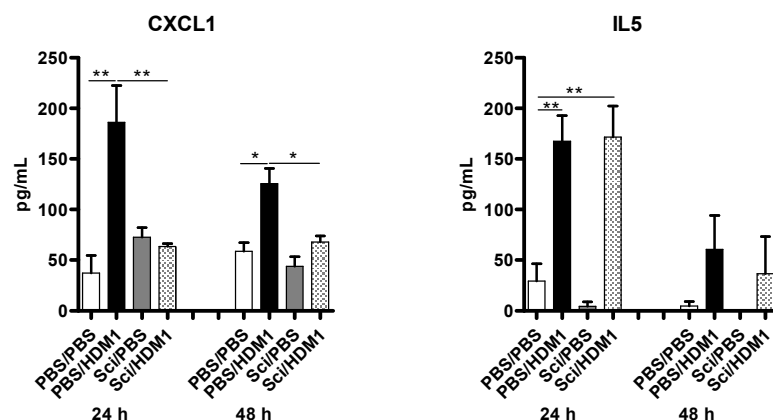 CXCL1
IL5
250
200
150
100
50
0
pg/mL
** **
* *
PBS/PBS
PBS/HDM1
Sci/PBS
Sci/HDM1
PBS/PBS
PBS/HDM1
Sci/PBS
Sci/HDM1
24 h 48 h
250
200
150
100
50
0
pg/mL
**
**
PBS/PBS
PBS/HDM1
Sci/PBS
Sci/HDM1
PBS/PBS
PBS/HDM1
Sci/PBS
Sci/HDM1
24 h 48 h